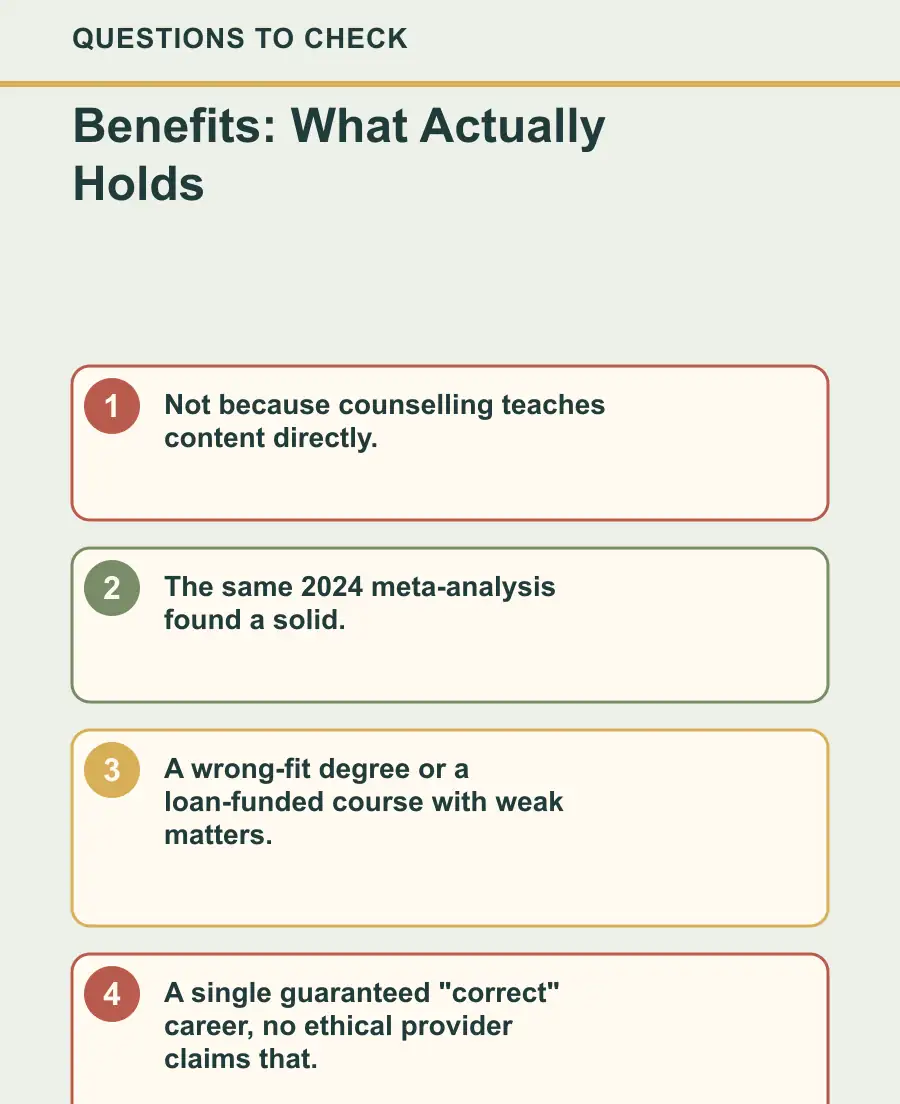 QUESTIONS TO CHECK
Benefits: What Actually
Holds
1
Not because counselling teaches
content directly.
2
The same 2024 meta-analysis
found a solid.
3
A wrong-fit degree or a
loan-funded course with weak
matters.
4
A single guaranteed "correct"
career, no ethical provider
claims that.